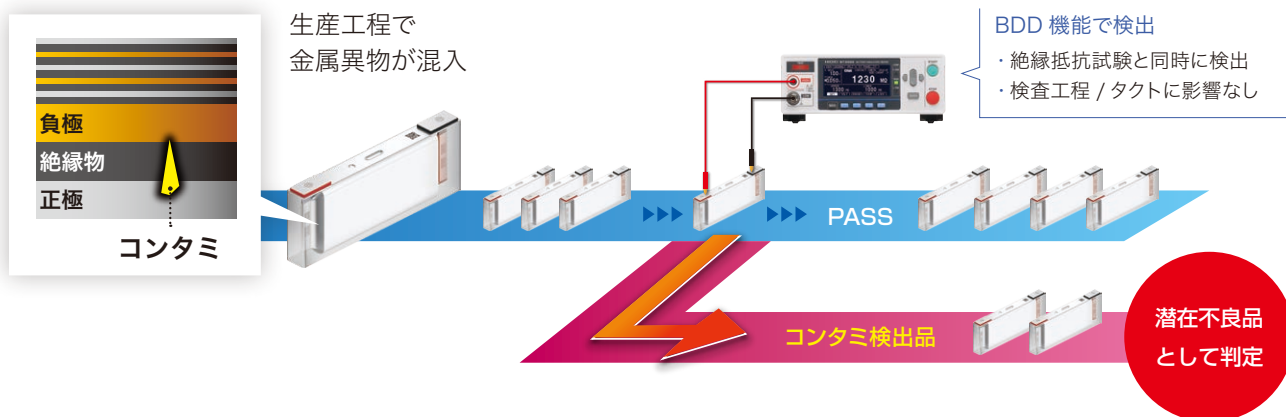 生産工程で
金属異物が混入
負極
絶縁物
正極
コンタミ
BDD 機能で検出
・絶縁抵抗試験と同時に検出
・検査工程 / タクトに影響なし
1230 MΩ
PASS
コンタミ検出品
潜在不良品
として判定